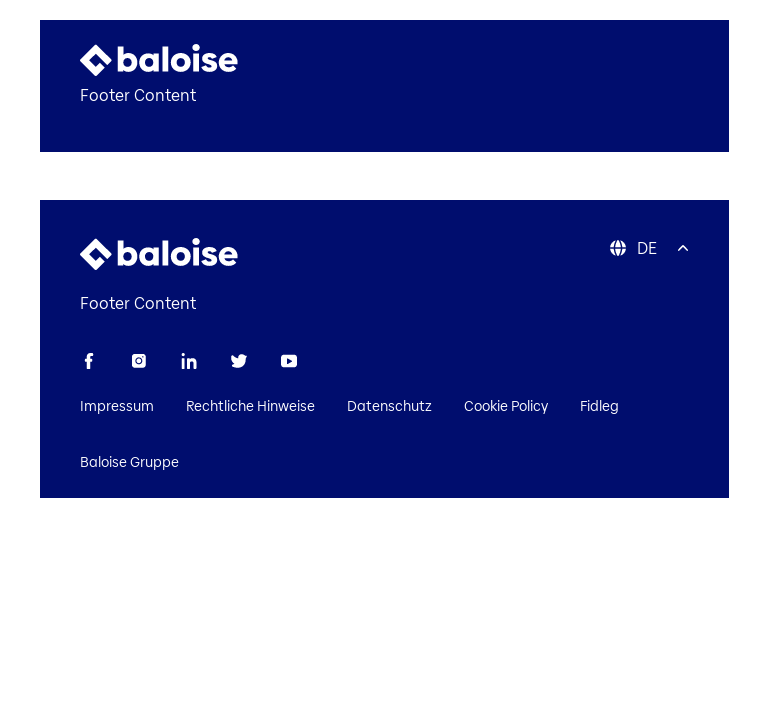 baloise
Footer Content
baloise
DE
Footer Content
Impressum Rechtliche Hinweise Datenschutz Cookie Policy Fidleg
Baloise Gruppe